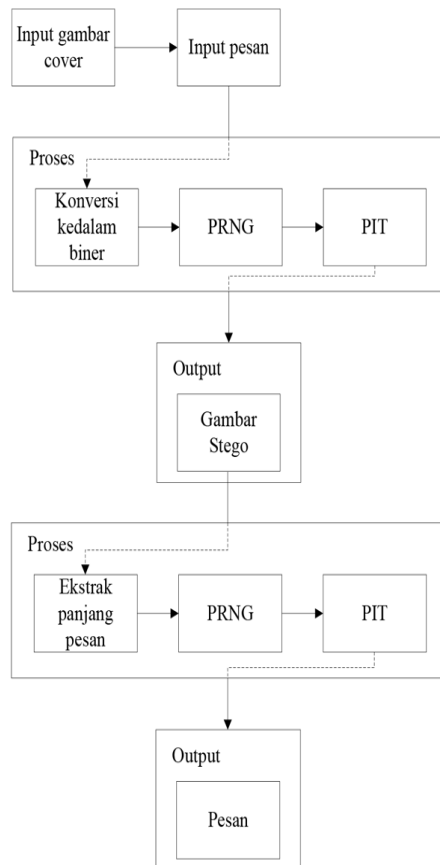 Input gambar
cover
Input pesan
Proses
Konversi
kedalam
biner
PRNG
PIT
Output
Gambar
Stego
Proses
Ekstrak
panjang
pesan
PRNG
PIT
Output
Pesan